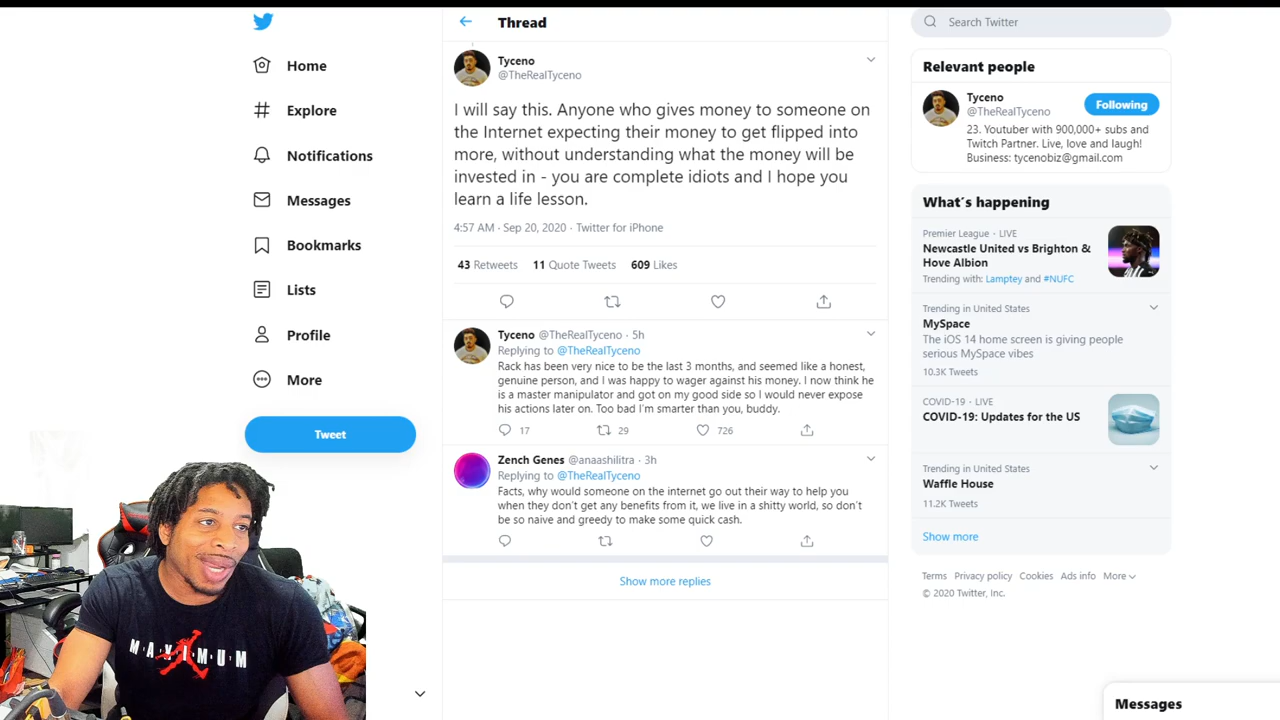 Home
Explore
Notifications
Messages
Bookmarks
Lists
Profile
More
Tweet
Thread
Tyceno
@TheRealTyceno
I will say this. Anyone who gives money to someone on
the Internet expecting their money to get flipped into
more, without understanding what the money will be
invested in - you are complete idiots and I hope you
learn a life lesson.
4:57 AM · Sep 20, 2020 · Twitter for iPhone
43 Retweets 11 Quote Tweets 609 Likes
Tyceno @TheRealTyceno · 5h
Replying to @TheRealTyceno
Rack has been very nice to be the last 3 months, and seemed like a honest,
genuine person, and I was happy to wager against his money. I now think he
is a master manipulator and got on my good side so I would never expose
his actions later on. Too bad I'm smarter than you, buddy.
17 29 726
Zench Genes @anaashilitra · 3h
Replying to @TheRealTyceno
Facts, why would someone on the internet go out their way to help you
when they don't get any benefits from it, we live in a shitty world, so don't
be so naive and greedy to make some quick cash.
Show more replies
Search Twitter
Relevant people
Tyceno
@TheRealTyceno
Following
23. Youtuber with 900,000+ subs and
Twitch Partner. Live, love and laugh!
Business: tycenobiz@gmail.com
What's happening
Premier League · LIVE
Newcastle United vs Brighton &
Hove Albion
Trending with: Lamptey and #NUFC
Trending in United States
MySpace
The iOS 14 home screen is giving people
serious MySpace vibes
10.3K Tweets
COVID-19 · LIVE
COVID-19: Updates for the US
Trending in United States
Waffle House
11.2K Tweets
Show more
Terms Privacy policy Cookies Ads info More
© 2020 Twitter, Inc.
Messages
MAXIMUM